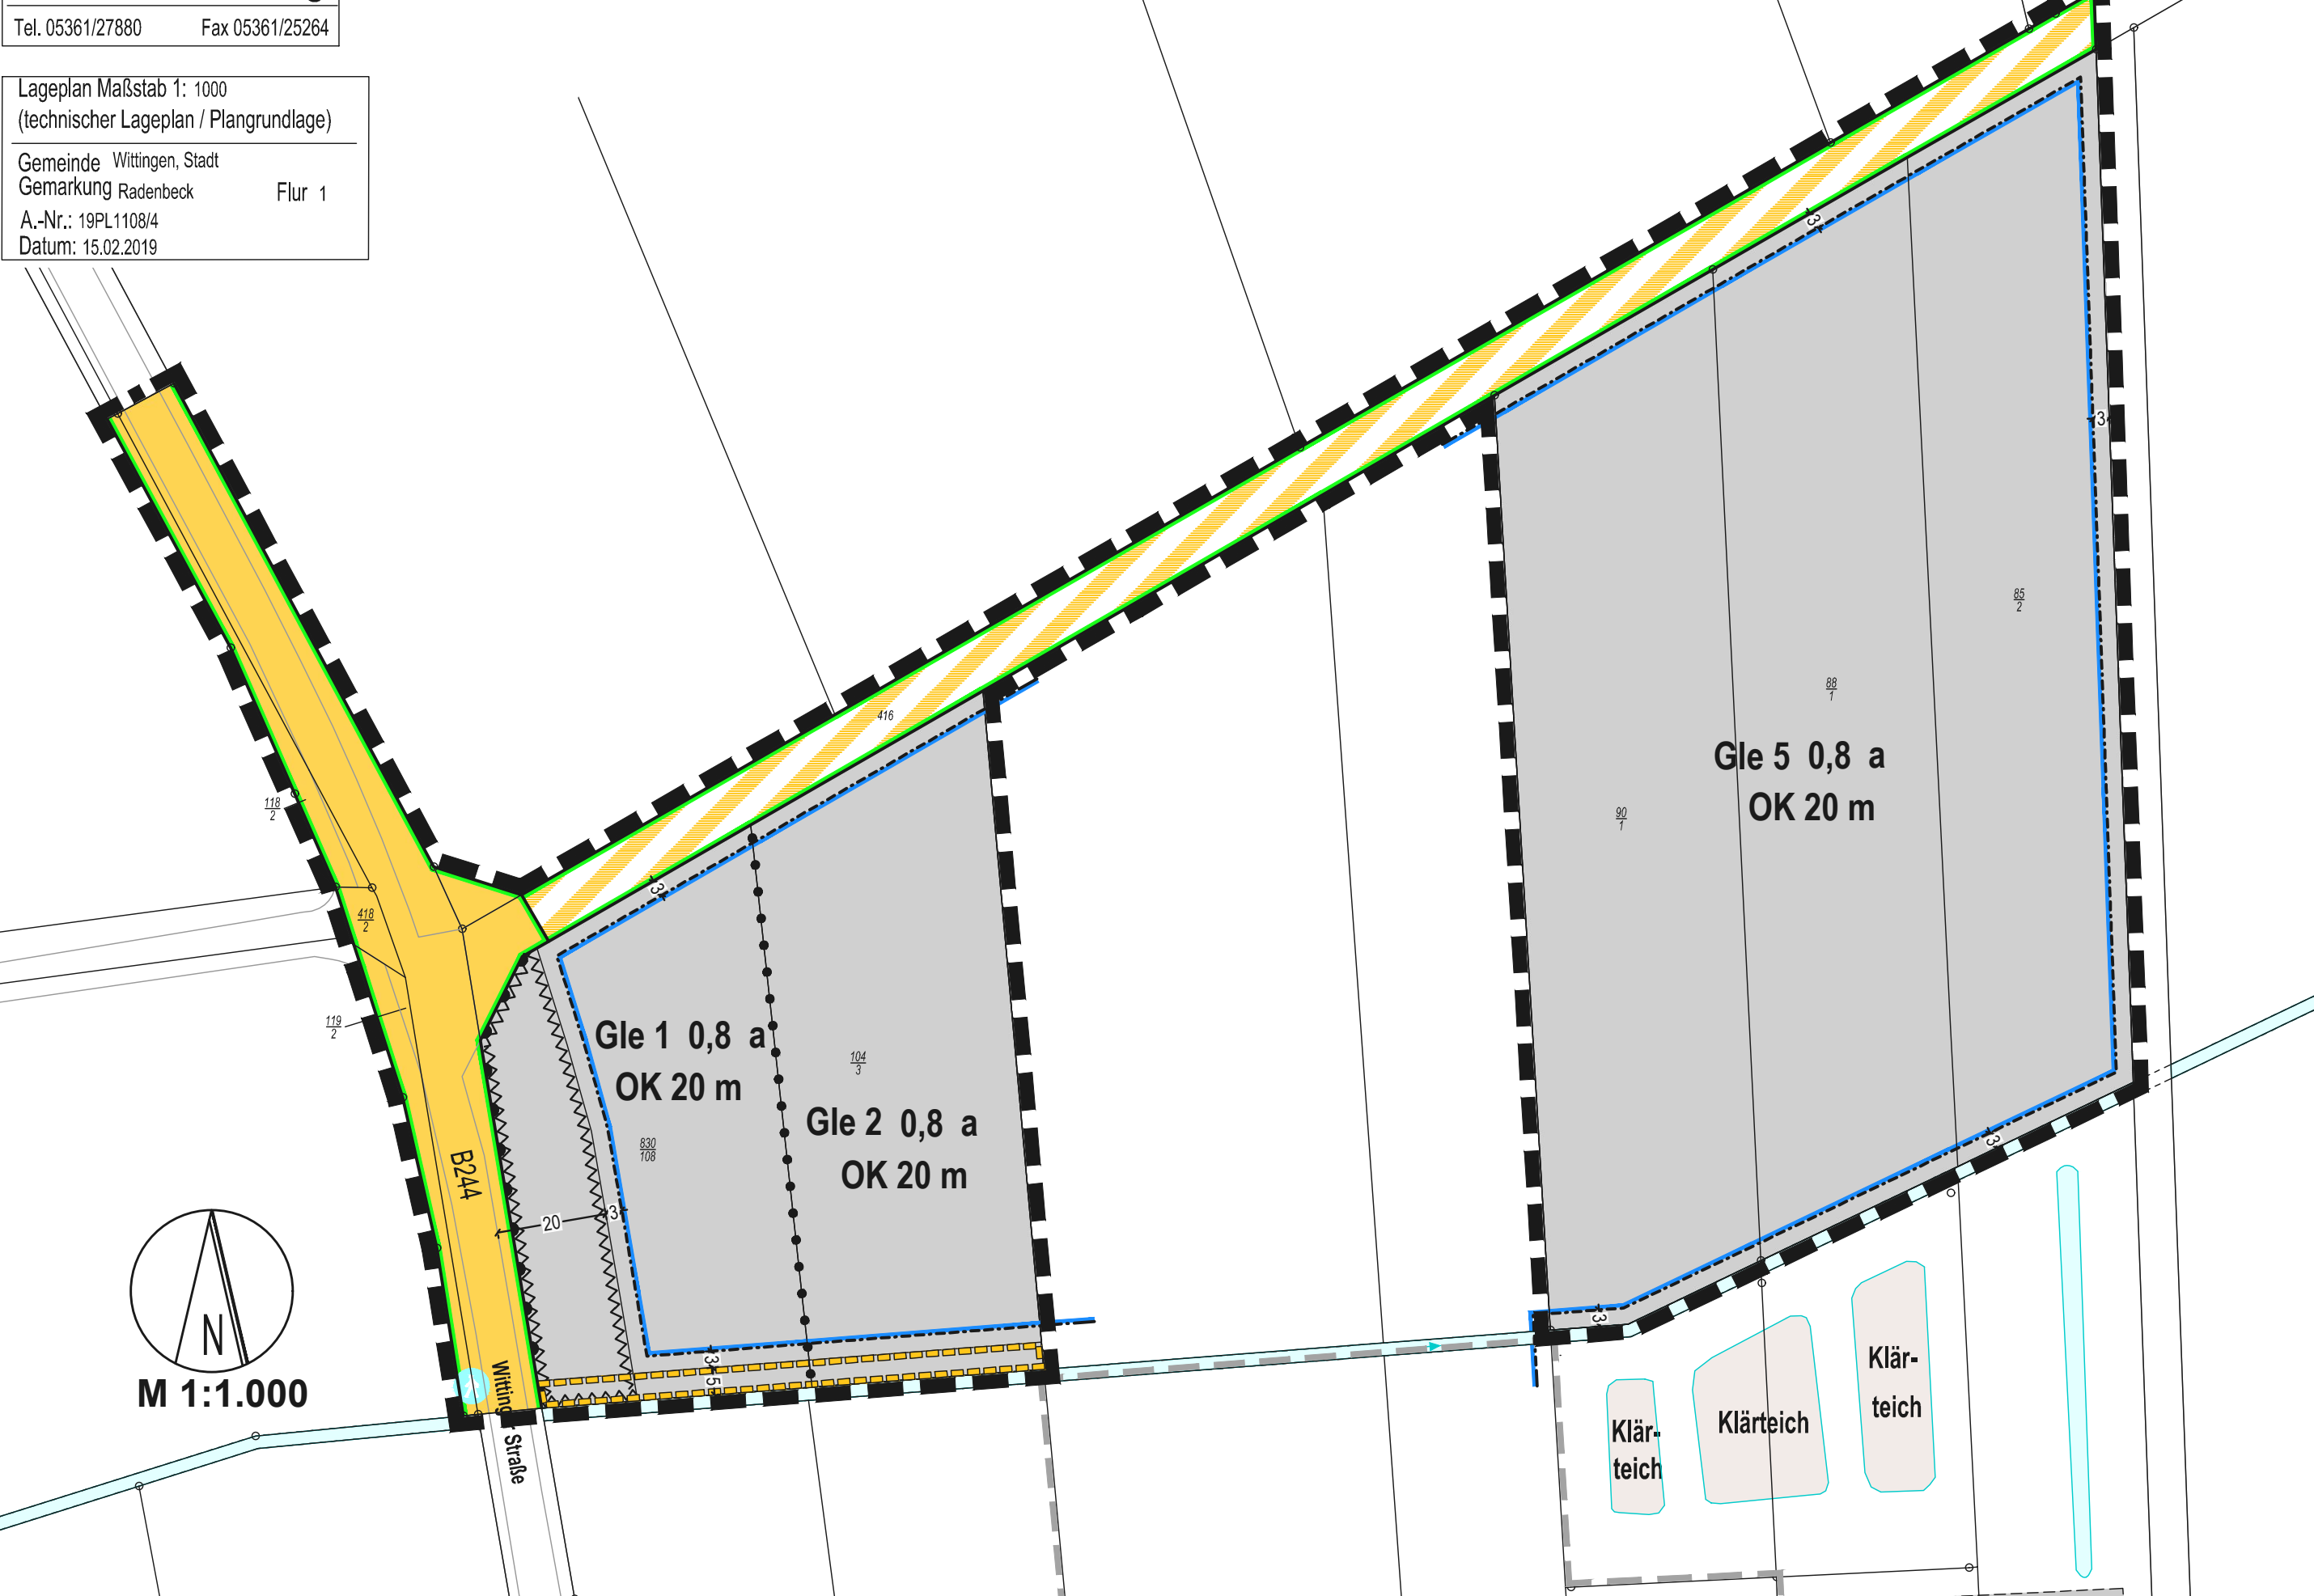 Tel. 05361/27880 Fax 05361/25264
Lageplan Maßstab 1: 1000
(technischer Lageplan / Plangrundlage)
Gemeinde Wittingen, Stadt
Gemarkung Radenbeck Flur 1
A.-Nr.: 19PL1108/4
Datum: 15.02.2019
3
3
85
2
88
1
416
GIe 5 0,8 a
OK 20 m
90
1
118
2
3
418
2
119
2
GIe 1 0,8 a
OK 20 m
104
3
GIe 2 0,8 a
OK 20 m
830
108
3
B244
20
3
N
M 1:1.000
3
3
5
Straße
Klär-
teich
Klärteich
Klär-
teich